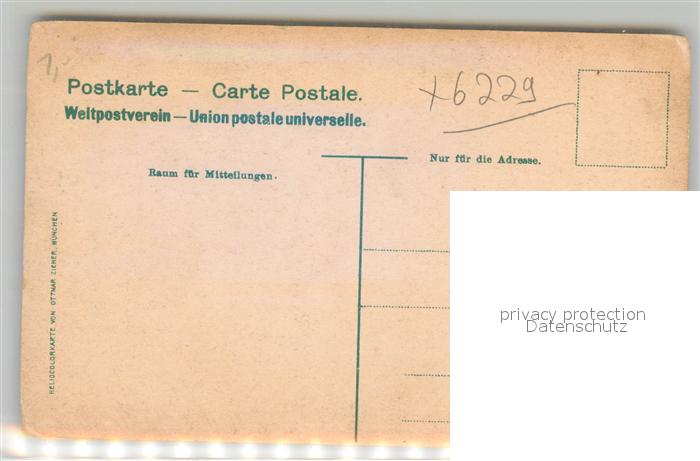 1,-
Postkarte — Carte Postale.
x6229
Weltpostverein — Union postale universelle.
Nur für die Adresse.
Raum für Mitteilungen.
HELIOCOLORKARTE VON OTTMAR ZIEHER, MÜNCHEN
privacy protection
Datenschutz